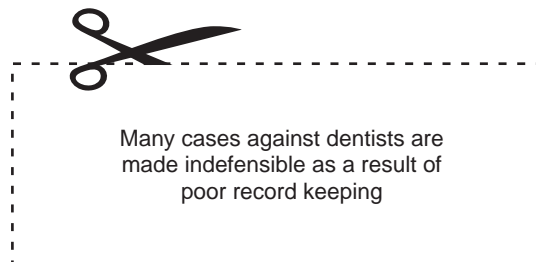 Many cases against dentists are
made indefensible as a result of
poor record keeping